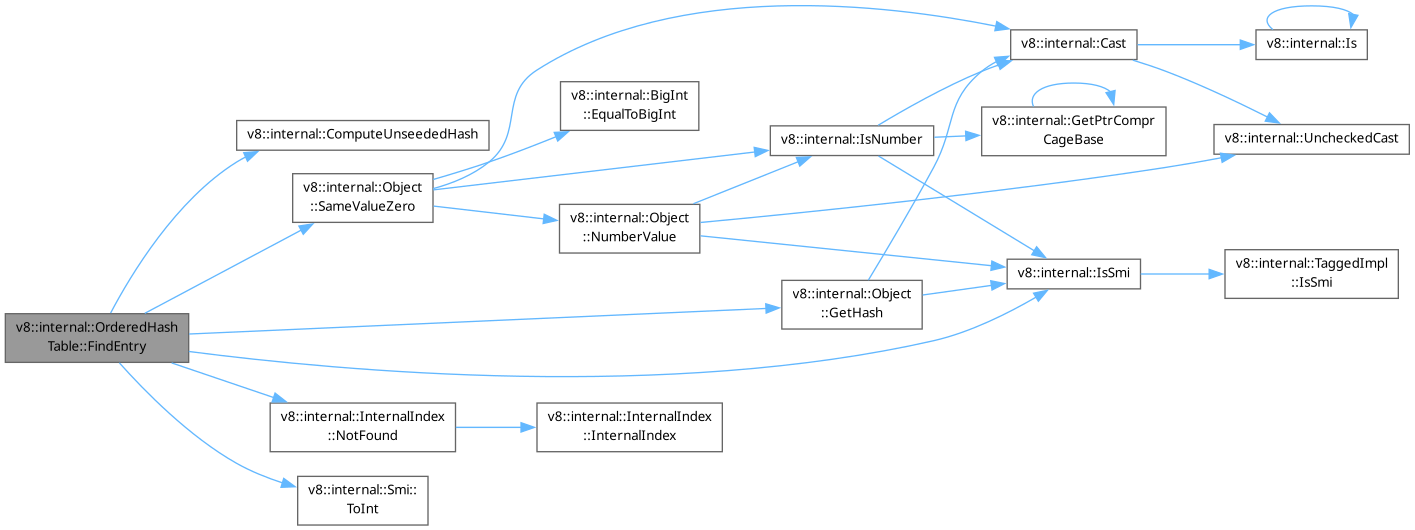 v8::internal::OrderedHash
Table::FindEntry
v8::internal::ComputeUnseededHash
v8::internal::Object
::SameValueZero
v8::internal::BigInt
::EqualToBigInt
v8::internal::Object
::NumberValue
v8::internal::IsNumber
v8::internal::Object
::GetHash
v8::internal::InternalIndex
::NotFound
v8::internal::InternalIndex
::InternalIndex
v8::internal::Smi::
ToInt
v8::internal::Cast
v8::internal::GetPtrCompr
CageBase
v8::internal::IsSmi
v8::internal::Is
v8::internal::UncheckedCast
v8::internal::TaggedImpl
::IsSmi